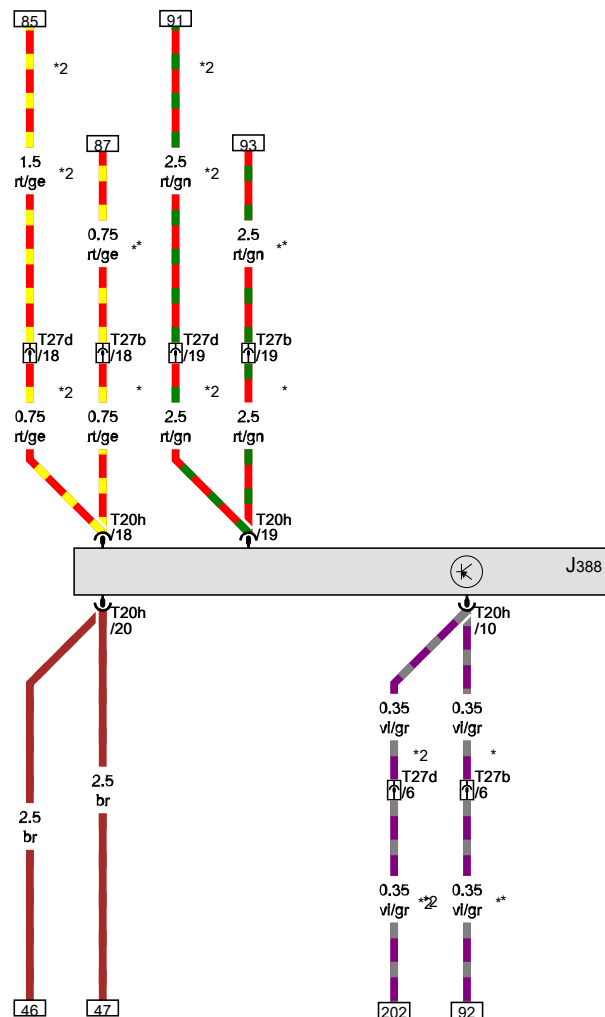 85
91
*2
*2
87
93
1.5
rt/ge
*2
2.5
rt/gn
*2
0.75
rt/ge
**
2.5
rt/gn
**
T27d
/18
T27b
/18
T27d
/19
T27b
/19
*2
*
*2
*
0.75
rt/ge
0.75
rt/ge
2.5
rt/gn
2.5
rt/gn
T20h
/18
T20h
/19
J388
T20h
/20
T20h
/10
0.35
vi/gr
0.35
vi/gr
*2
*
T27d
/6
T27b
/6
2.5
br
2.5
br
0.35
vi/gr
*2
0.35
vi/gr
**
46
47
202
92